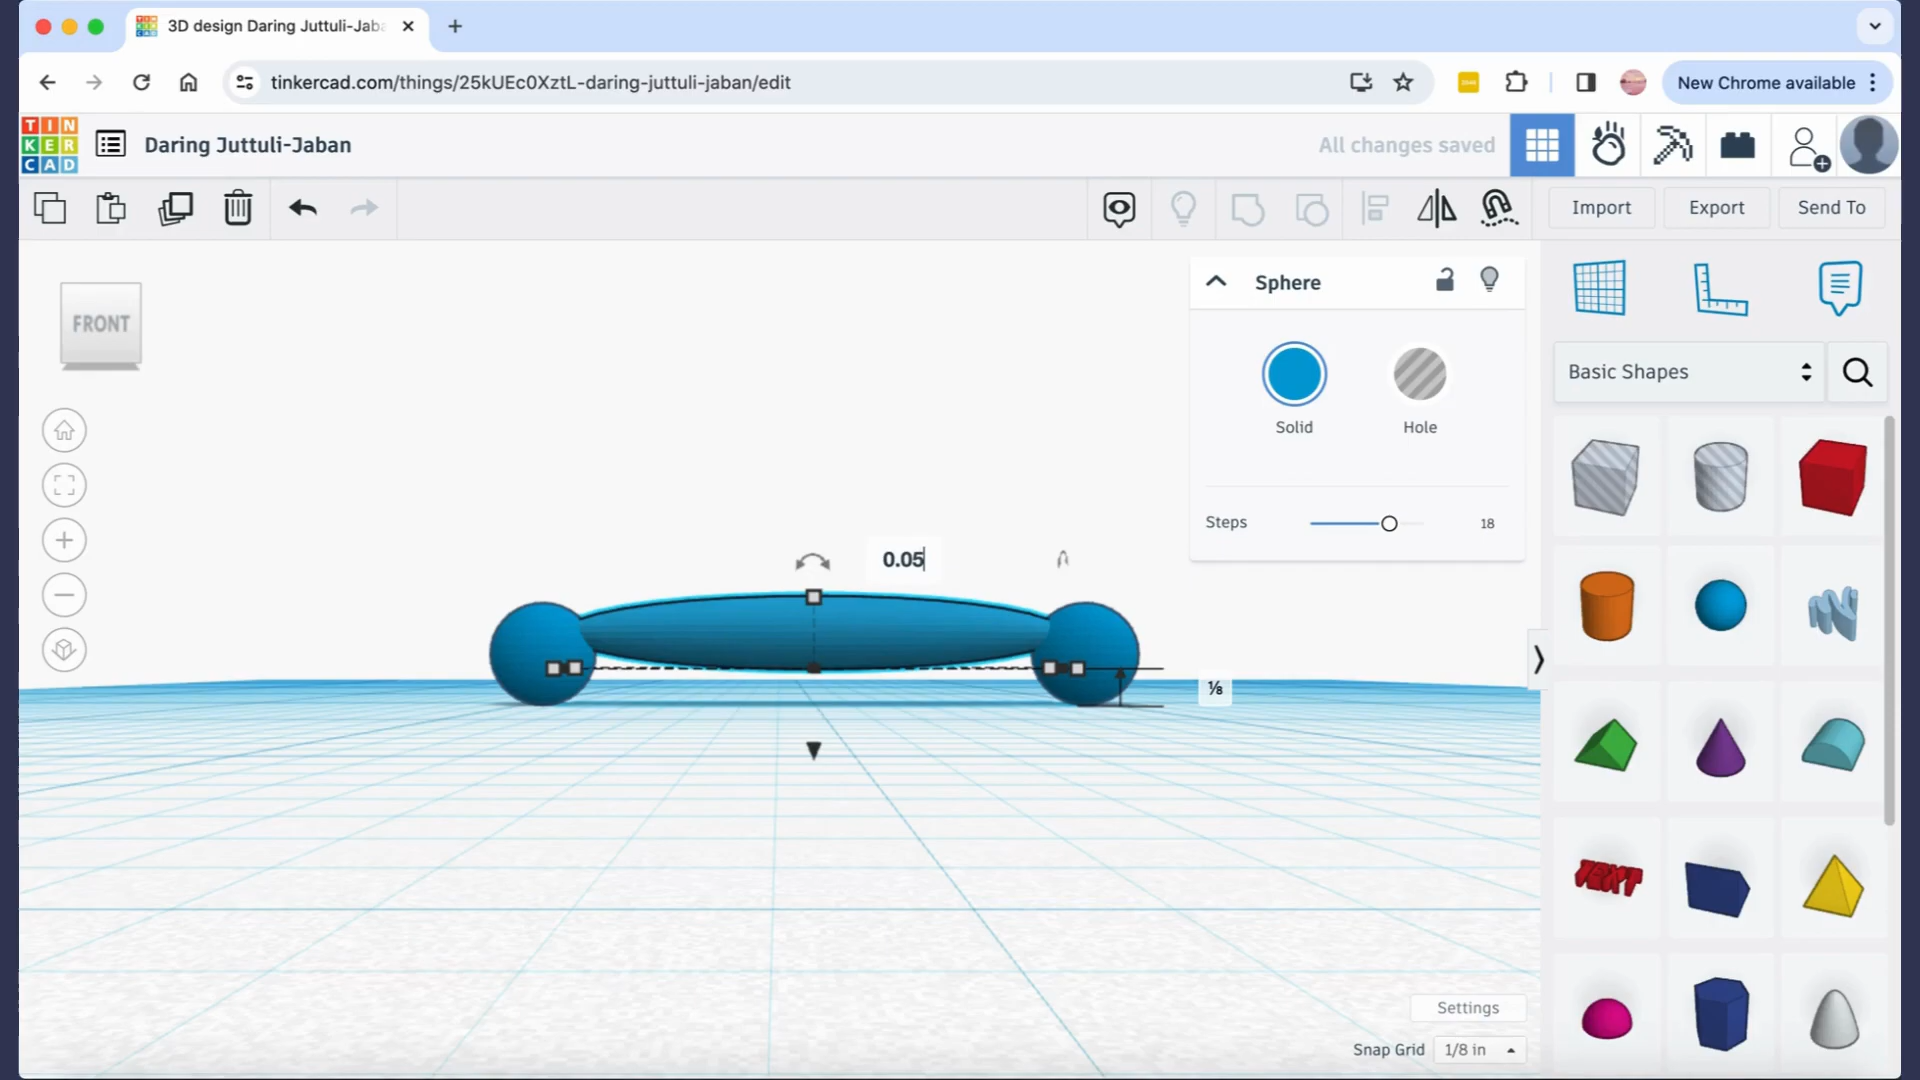 3D design Daring Juttuli-Jaba
tinkercad.com/things/25kUEc0XztL-daring-juttuli-jaban/edit
New Chrome available
TIN
KER
CAD
Daring Juttuli-Jaban
All changes saved
Import
Export
Send To
FRONT
Sphere
Solid
Hole
Steps
18
Basic Shapes
0.05
⅛
TEXT
Settings
Snap Grid
1/8 in